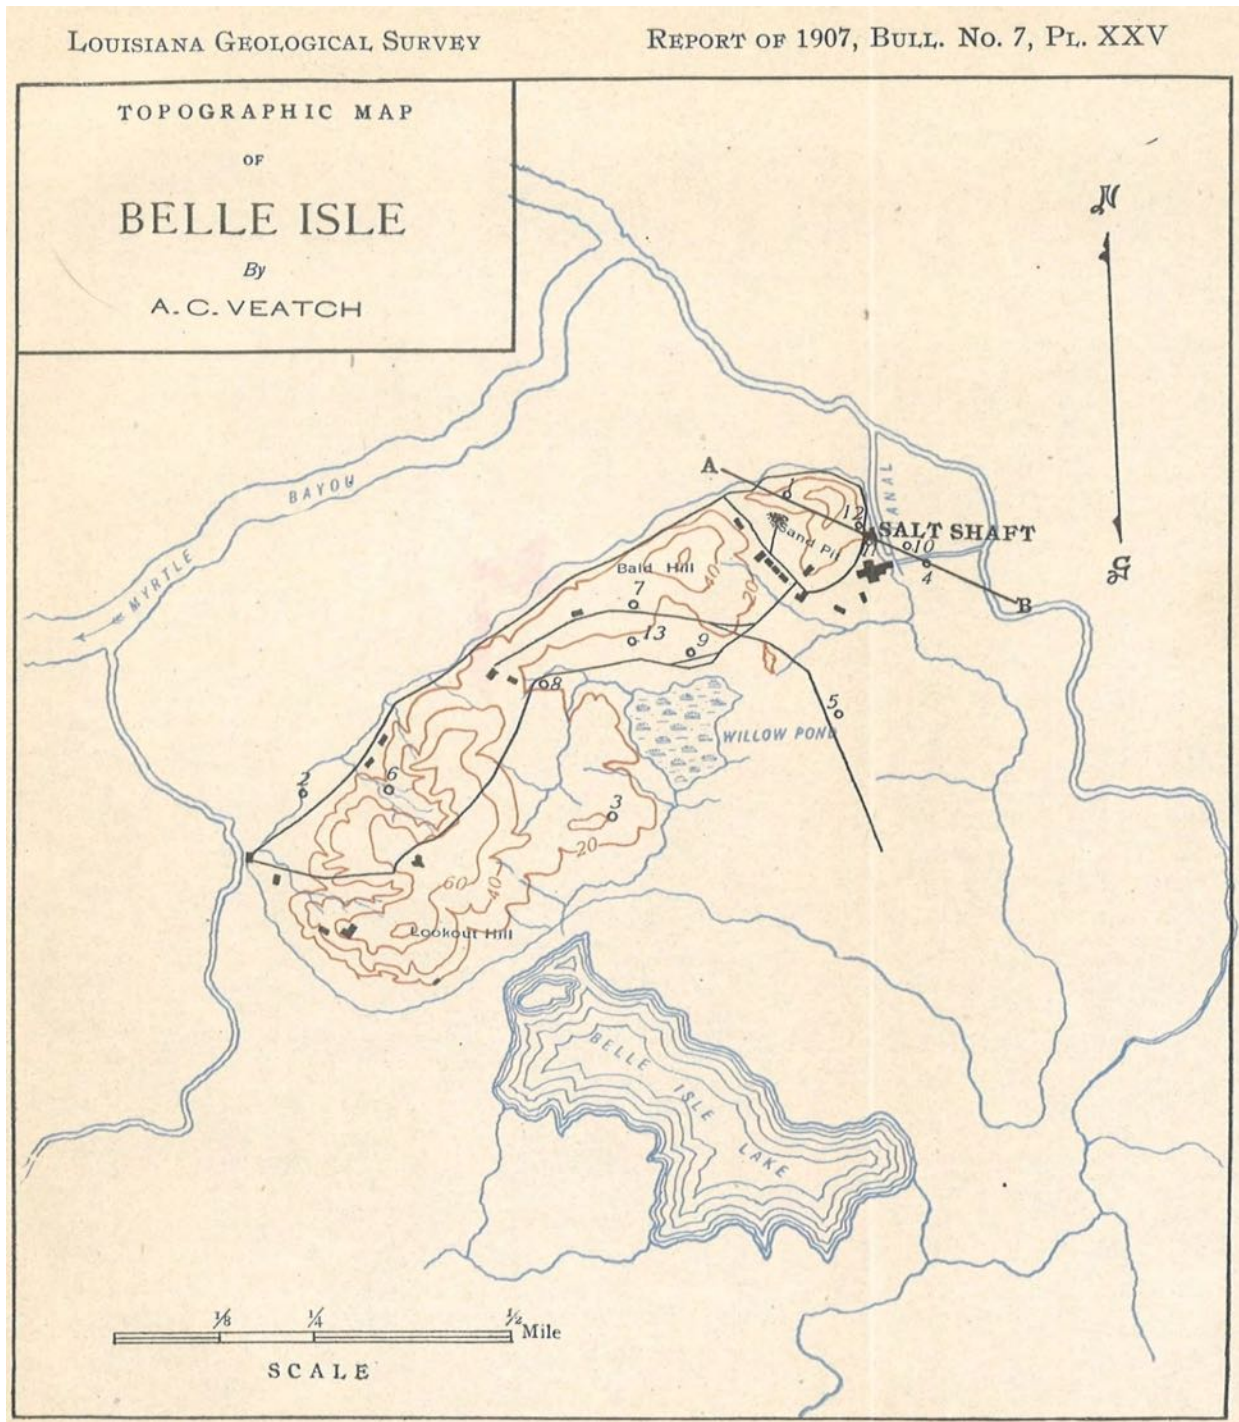 LOUISIANA GEOLOGICAL SURVEY
REPORT OF 1907, BULL. No. 7, PL. XXV
TOPOGRAPHIC MAP
OF
BELLE ISLE
By
A. C. VEATCH
N
BAYOU
MYRTLE
A
1
CANAL
12
SALT SHAFT
Sand Pit
11
10
4
B
S
Bald Hill
40
20
7
13
9
8
5
WILLOW POND
2
6
3
20
60
40
Lookout Hill
BELLE ISLE LAKE
1/8 1/4 1/2 Mile
SCALE